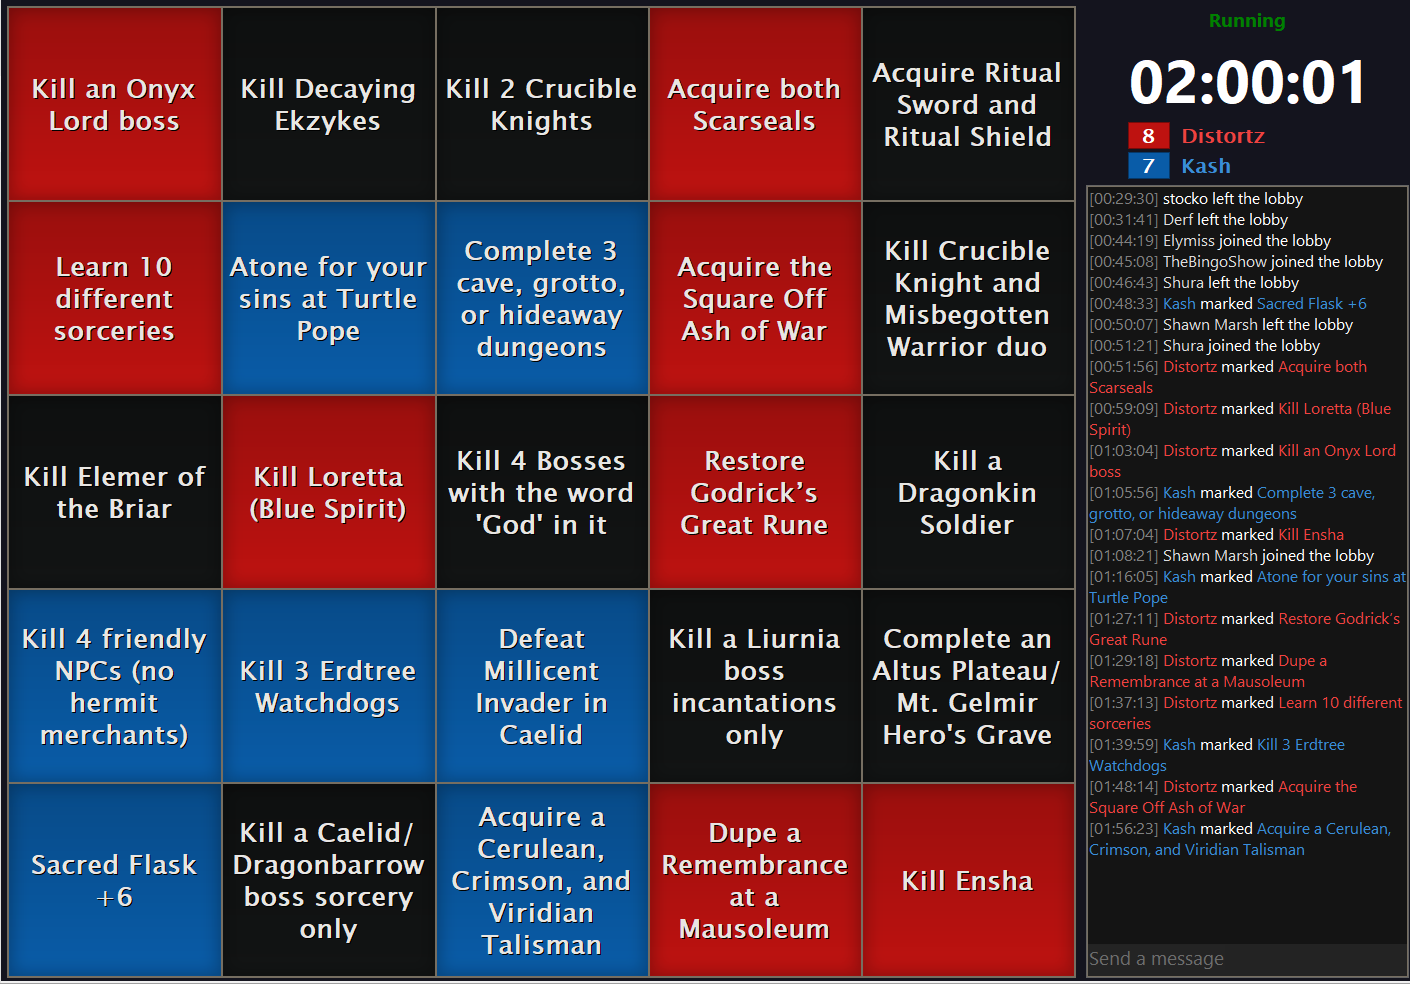 Kill an Onyx
Lord boss
Kill Decaying
Ekzykes
Kill 2 Crucible
Knights
Acquire both
Scarseals
Acquire Ritual
Sword and
Ritual Shield
Learn 10
different
sorceries
Atone for your
sins at Turtle
Pope
Complete 3
cave, grotto,
or hideaway
dungeons
Acquire the
Square Off
Ash of War
Kill Crucible
Knight and
Misbegotten
Warrior duo
Kill Elemer of
the Briar
Kill Loretta
(Blue Spirit)
Kill 4 Bosses
with the word
'God' in it
Restore
Godrick’s
Great Rune
Kill a
Dragonkin
Soldier
Kill 4 friendly
NPCs (no
hermit
merchants)
Kill 3 Erdtree
Watchdogs
Defeat
Millicent
Invader in
Caelid
Kill a Liurnia
boss
incantations
only
Complete an
Altus Plateau/
Mt. Gelmir
Hero's Grave
Sacred Flask
+6
Kill a Caelid/
Dragonbarrow
boss sorcery
only
Acquire a
Cerulean,
Crimson, and
Viridian
Talisman
Dupe a
Remembrance
at a
Mausoleum
Kill Ensha
Running
02:00:01
8 Distortz
7 Kash
[00:29:30] stocko left the lobby
[00:31:41] Derf left the lobby
[00:44:19] Elymiss joined the lobby
[00:45:08] TheBingoShow joined the lobby
[00:46:43] Shura left the lobby
[00:48:33] Kash marked Sacred Flask +6
[00:50:07] Shawn Marsh left the lobby
[00:51:21] Shura joined the lobby
[00:51:56] Distortz marked Acquire both
Scarseals
[00:59:09] Distortz marked Kill Loretta (Blue
Spirit)
[01:03:04] Distortz marked Kill an Onyx Lord
boss
[01:05:56] Kash marked Complete 3 cave,
grotto, or hideaway dungeons
[01:07:04] Distortz marked Kill Ensha
[01:08:21] Shawn Marsh joined the lobby
[01:16:05] Kash marked Atone for your sins at
Turtle Pope
[01:27:11] Distortz marked Restore Godrick’s
Great Rune
[01:29:18] Distortz marked Dupe a
Remembrance at a Mausoleum
[01:37:13] Distortz marked Learn 10 different
sorceries
[01:39:59] Kash marked Kill 3 Erdtree
Watchdogs
[01:48:14] Distortz marked Acquire the
Square Off Ash of War
[01:56:23] Kash marked Acquire a Cerulean,
Crimson, and Viridian Talisman
Send a message